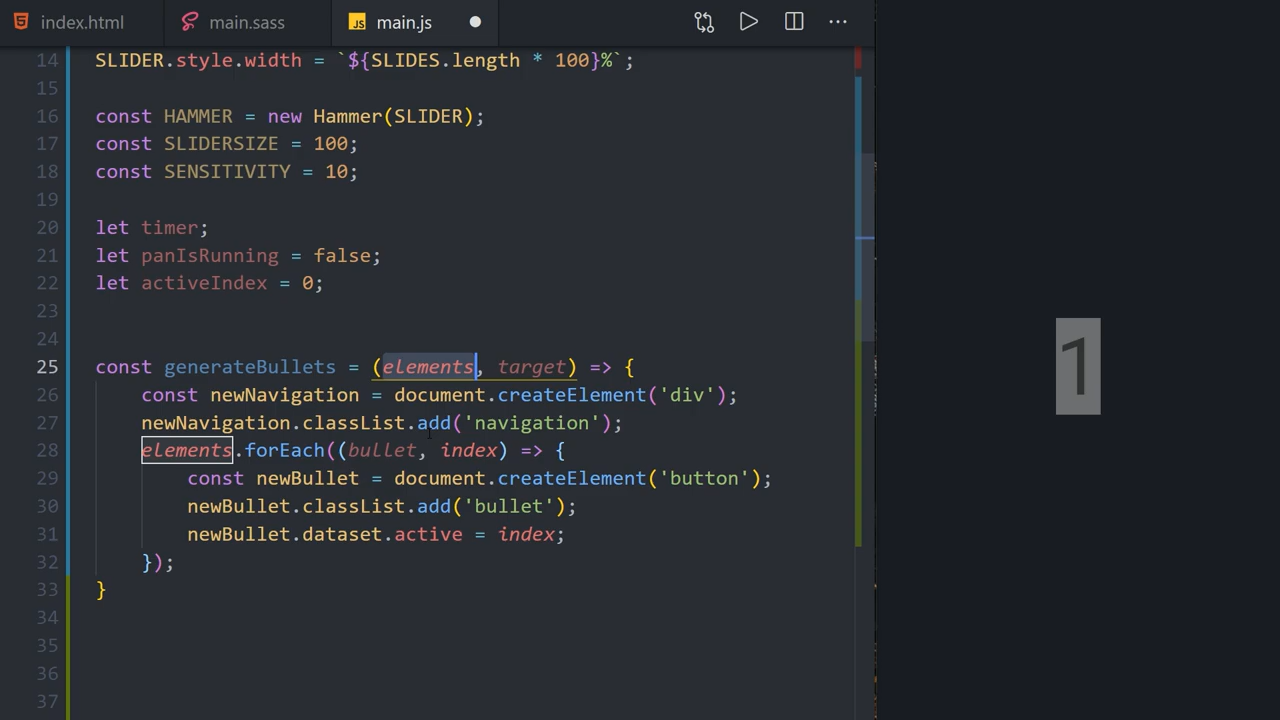 index.html
main.sass
JS main.js
14 SLIDER.style.width = `${SLIDES.length * 100}%`;
15
16 const HAMMER = new Hammer(SLIDER);
17 const SLIDERSIZE = 100;
18 const SENSITIVITY = 10;
19
20 let timer;
21 let panIsRunning = false;
22 let activeIndex = 0;
23
24
25 const generateBullets = (elements, target) => {
26 const newNavigation = document.createElement('div');
27 newNavigation.classList.add('navigation');
28 elements.forEach((bullet, index) => {
29 const newBullet = document.createElement('button');
30 newBullet.classList.add('bullet');
31 newBullet.dataset.active = index;
32 });
33 }
34
35
36
37
1